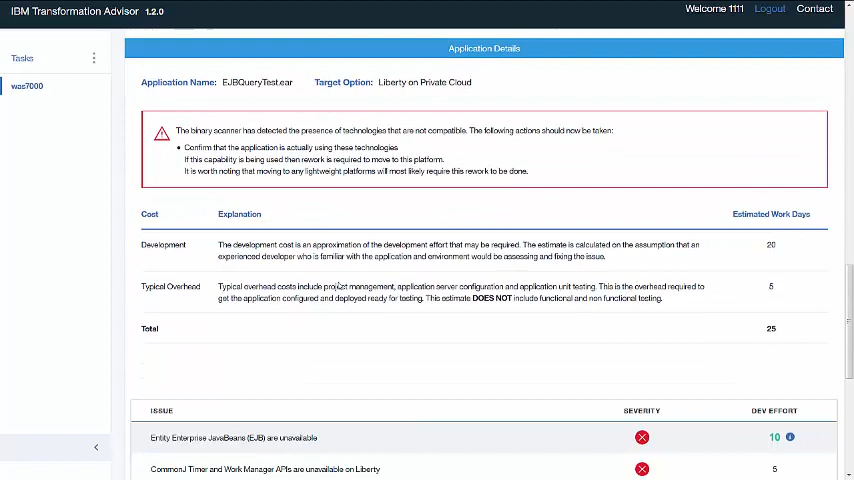 IBM Transformation Advisor 1.2.0
Welcome 1111 Logout Contact
Tasks
was7000
Application Details
Application Name: EJBQueryTest.ear Target Option: Liberty on Private Cloud
The binary scanner has detected the presence of technologies that are not compatible. The following actions should now be taken:
• Confirm that the application is actually using these technologies
If this capability is being used then rework is required to move to this platform.
It is worth noting that moving to any lightweight platforms will most likely require this rework to be done.
Cost Explanation Estimated Work Days
Development The development cost is an approximation of the development effort that may be required. The estimate is calculated on the assumption that an 20
experienced developer who is familiar with the application and environment would be assessing and fixing the issue.
Typical Overhead Typical overhead costs include project management, application server configuration and application unit testing. This is the overhead required to 5
get the application configured and deployed ready for testing. This estimate DOES NOT include functional and non functional testing.
Total 25
ISSUE SEVERITY DEV EFFORT
Entity Enterprise JavaBeans (EJB) are unavailable 10
CommonJ Timer and Work Manager APIs are unavailable on Liberty 5